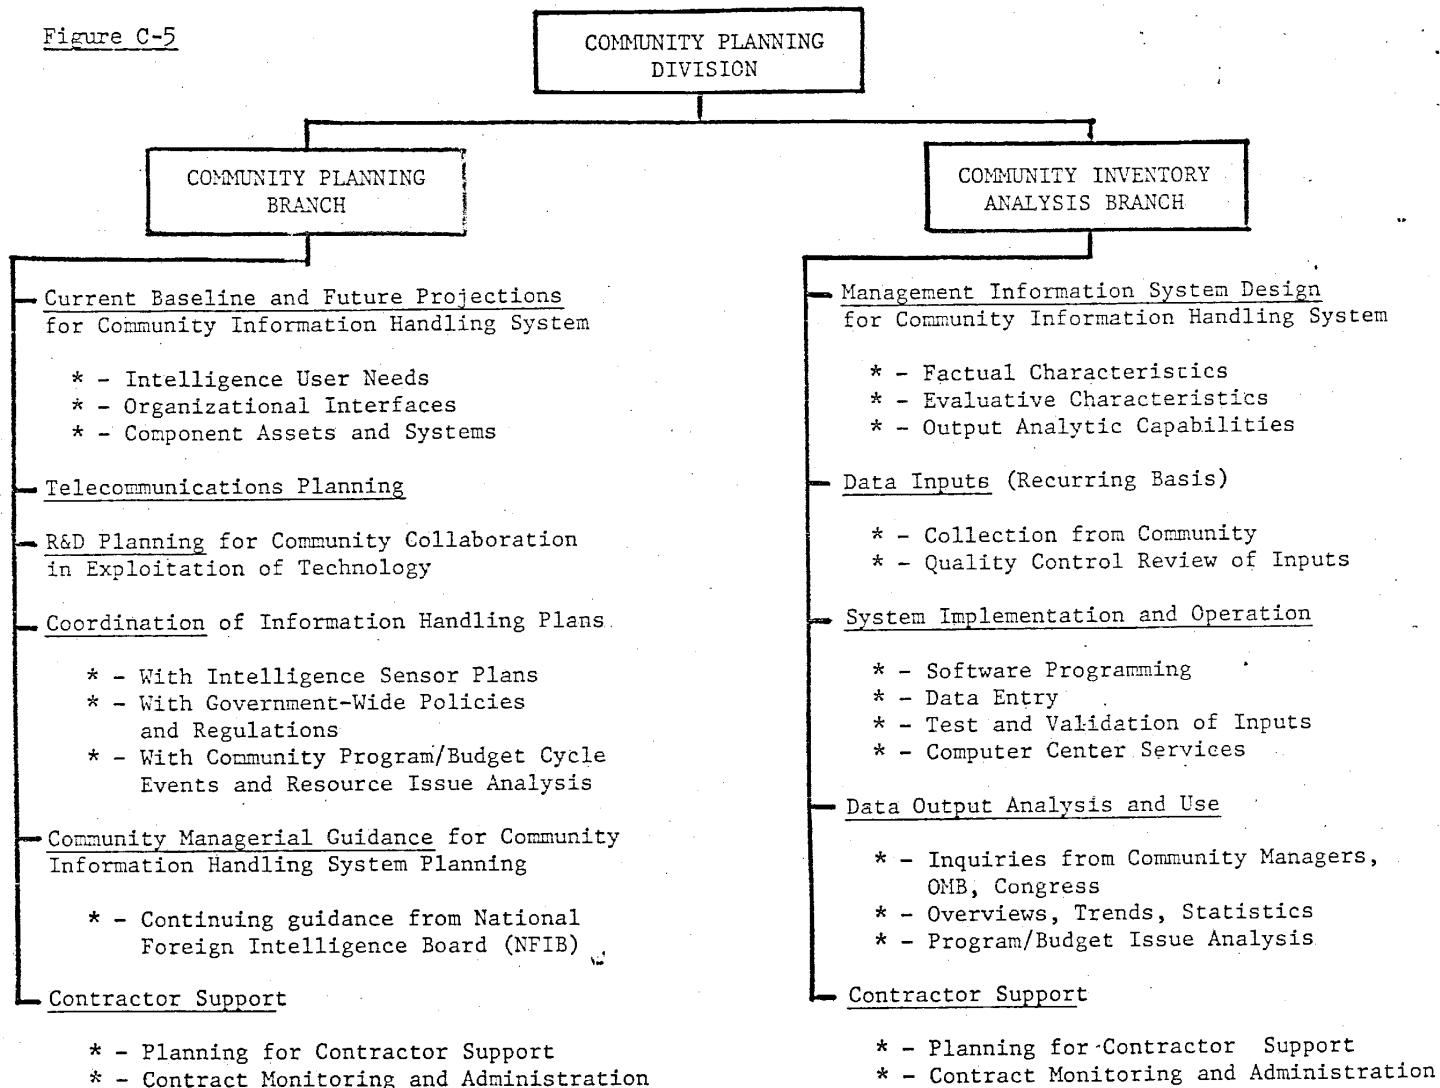 Figure C-5
COMMUNITY PLANNING
DIVISION
COMMUNITY PLANNING
BRANCH
Current Baseline and Future Projections
for Community Information Handling System
* - Intelligence User Needs
* - Organizational Interfaces
* - Component Assets and Systems
Telecommunications Planning
R&D Planning for Community Collaboration
in Exploitation of Technology
Coordination of Information Handling Plans
* - With Intelligence Sensor Plans
* - With Government-Wide Policies
and Regulations
* - With Community Program/Budget Cycle
Events and Resource Issue Analysis
Community Managerial Guidance for Community
Information Handling System Planning
* - Continuing guidance from National
Foreign Intelligence Board (NFIB)
Contractor Support
* - Planning for Contractor Support
* - Contract Monitoring and Administration
COMMUNITY INVENTORY
ANALYSIS BRANCH
Management Information System Design
for Community Information Handling System
* - Factual Characteristics
* - Evaluative Characteristics
* - Output Analytic Capabilities
Data Inputs (Recurring Basis)
* - Collection from Community
* - Quality Control Review of Inputs
System Implementation and Operation
* - Software Programming
* - Data Entry
* - Test and Validation of Inputs
* - Computer Center Services
Data Output Analysis and Use
* - Inquiries from Community Managers,
OMB, Congress
* - Overviews, Trends, Statistics
* - Program/Budget Issue Analysis
Contractor Support
* - Planning for Contractor Support
* - Contract Monitoring and Administration